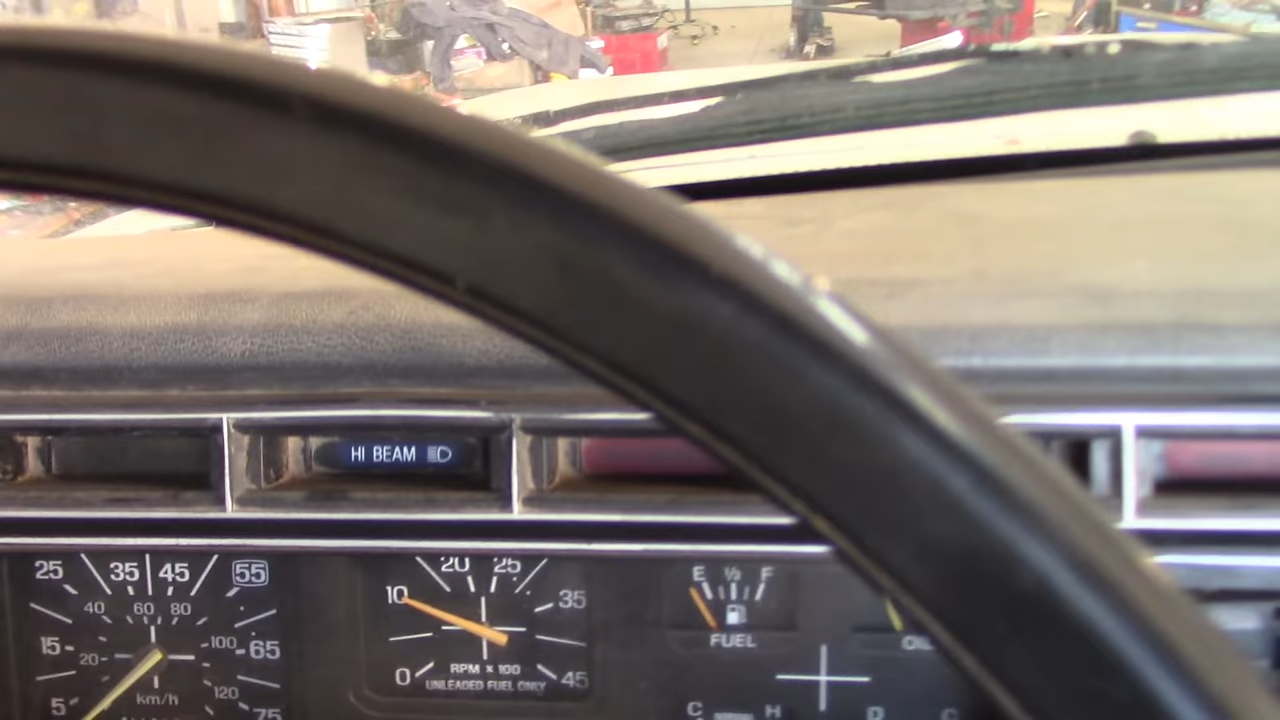 HI BEAM
25 35 45 55
40 60 80
15 20 100 65
5 km/h 120 75
10 20 25 35
0 45
RPM x 100
UNLEADED FUEL ONLY
E ½ F
FUEL
OIL
C NORMAL H